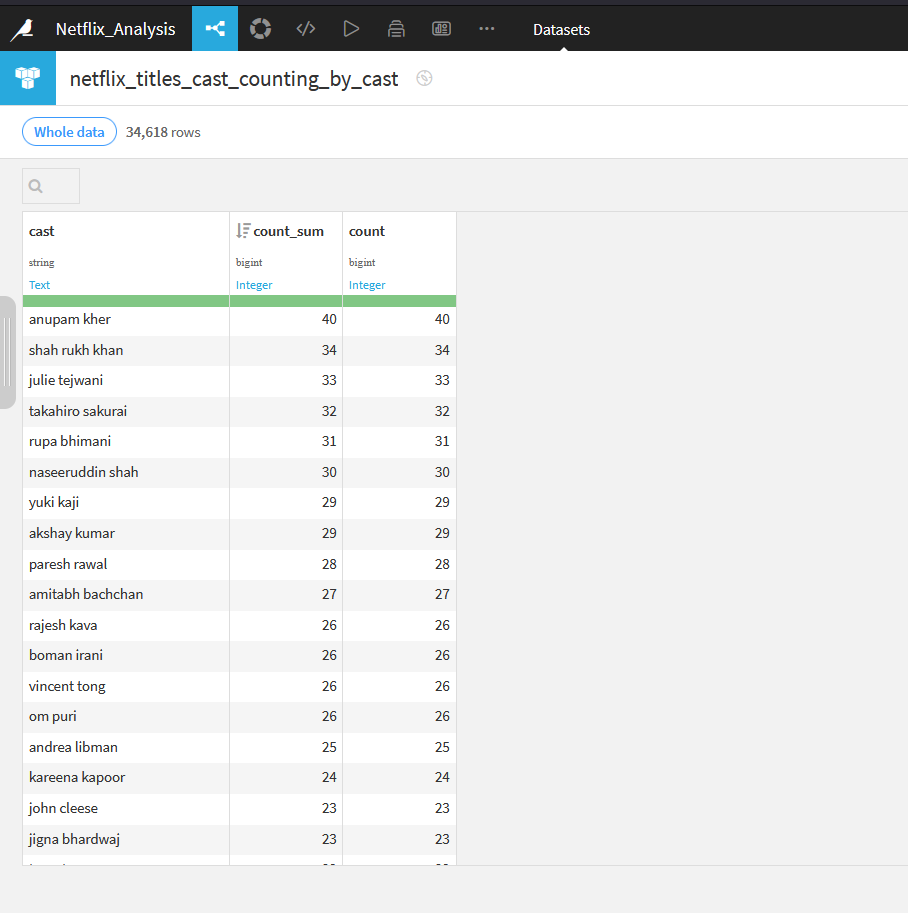 Netflix_Analysis Datasets
netflix_titles_cast_counting_by_cast
Whole data 34,618 rows
cast count_sum count
string bigint bigint
Text Integer Integer
anupam kher 40 40
shah rukh khan 34 34
julie tejwani 33 33
takahiro sakurai 32 32
rupa bhimani 31 31
naseeruddin shah 30 30
yuki kaji 29 29
akshay kumar 29 29
paresh rawal 28 28
amitabh bachchan 27 27
rajesh kava 26 26
boman irani 26 26
vincent tong 26 26
om puri 26 26
andrea libman 25 25
kareena kapoor 24 24
john cleese 23 23
jigna bhardwaj 23 23